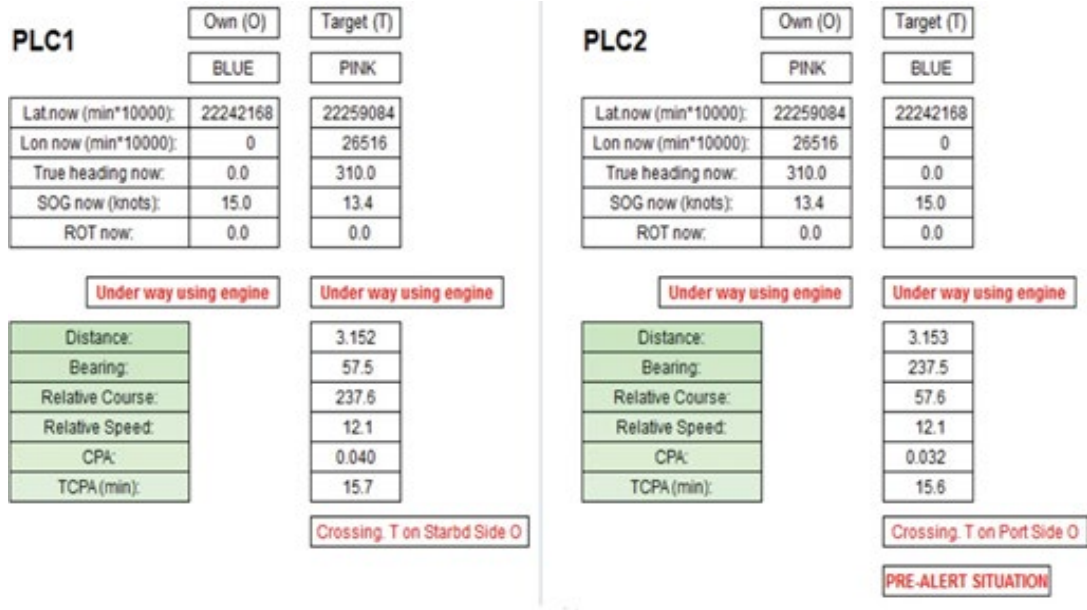 PLC1
Own (O) Target (T)
BLUE PINK
Lat.now (min*10000): 22242168 22259084
Lon now (min*10000): 0 26516
True heading now: 0.0 310.0
SOG now (knots): 15.0 13.4
ROT now: 0.0 0.0
Under way using engine Under way using engine
Distance: 3.152
Bearing: 57.5
Relative Course: 237.6
Relative Speed: 12.1
CPA: 0.040
TCPA (min): 15.7
Crossing. T on Starbd Side O
PLC2
Own (O) Target (T)
PINK BLUE
Lat.now (min*10000): 22259084 22242168
Lon now (min*10000): 26516 0
True heading now: 310.0 0.0
SOG now (knots): 13.4 15.0
ROT now: 0.0 0.0
Under way using engine Under way using engine
Distance: 3.153
Bearing: 237.5
Relative Course: 57.6
Relative Speed: 12.1
CPA: 0.032
TCPA (min): 15.6
Crossing. T on Port Side O
PRE-ALERT SITUATION